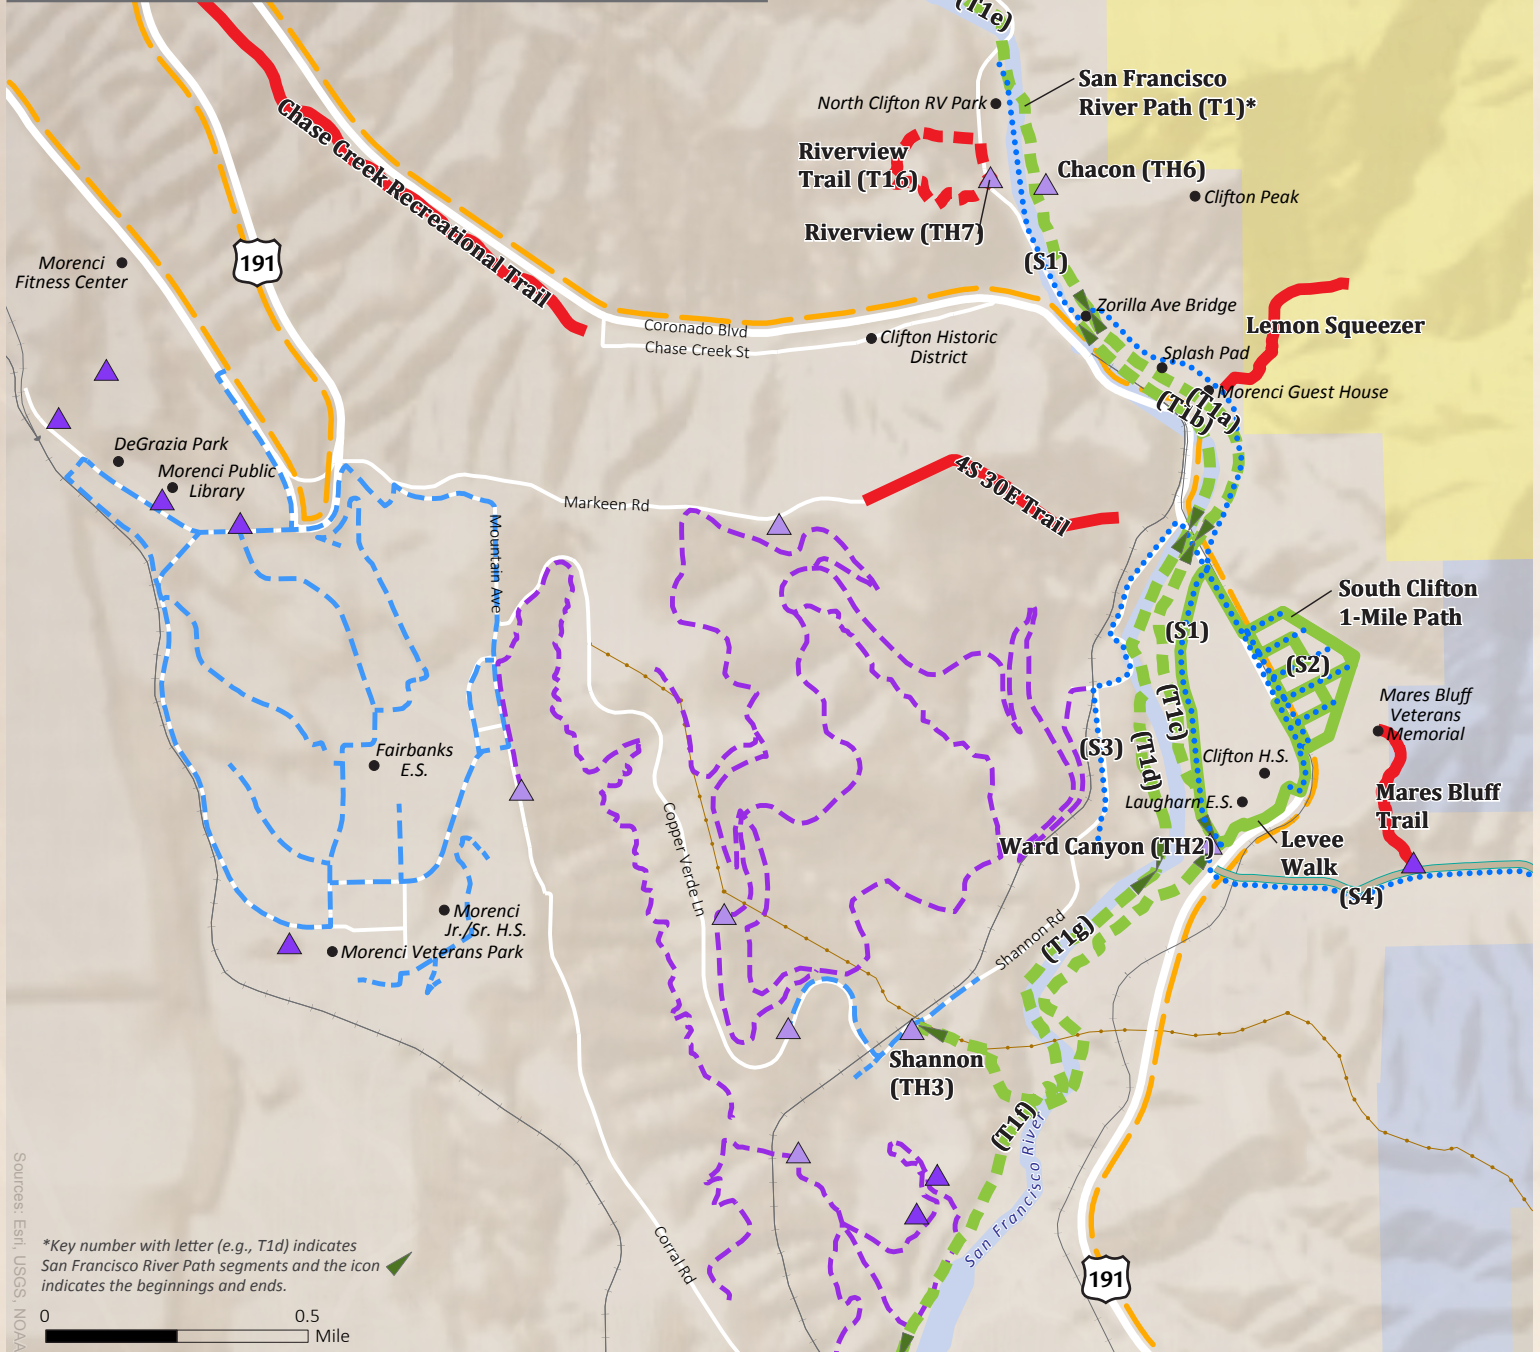 (T1e)
San Francisco
River Path (T1)*
North Clifton RV Park
Riverview
Trail (T16)
Chacon (TH6)
Clifton Peak
Riverview (TH7)
Chase Creek Recreational Trail
191
Morenci
Fitness Center
(S1)
Zorilla Ave Bridge
Lemon Squeezer
Coronado Blvd
Chase Creek St
Clifton Historic
District
Splash Pad
Morenci Guest House
(T1a)
(T1b)
DeGrazia Park
Morenci Public
Library
Markeen Rd
4S 30E Trail
Mountain Ave
South Clifton
1-Mile Path
(S1)
(S2)
Mares Bluff
Veterans
Memorial
(T1c)
(T1d)
(S3)
Clifton H.S.
Fairbanks
E.S.
Laugharn E.S.
Mares Bluff
Trail
Copper Verde Ln
Ward Canyon (TH2)
Levee
Walk
(S4)
Morenci
Jr./Sr. H.S.
Morenci Veterans Park
Shannon Rd
(T1g)
Shannon
(TH3)
(T1f)
San Francisco River
Corral Rd
191
Sources: Esri, USGS, NOAA
*Key number with letter (e.g., T1d) indicates
San Francisco River Path segments and the icon
indicates the beginnings and ends.
0 0.5
Mile